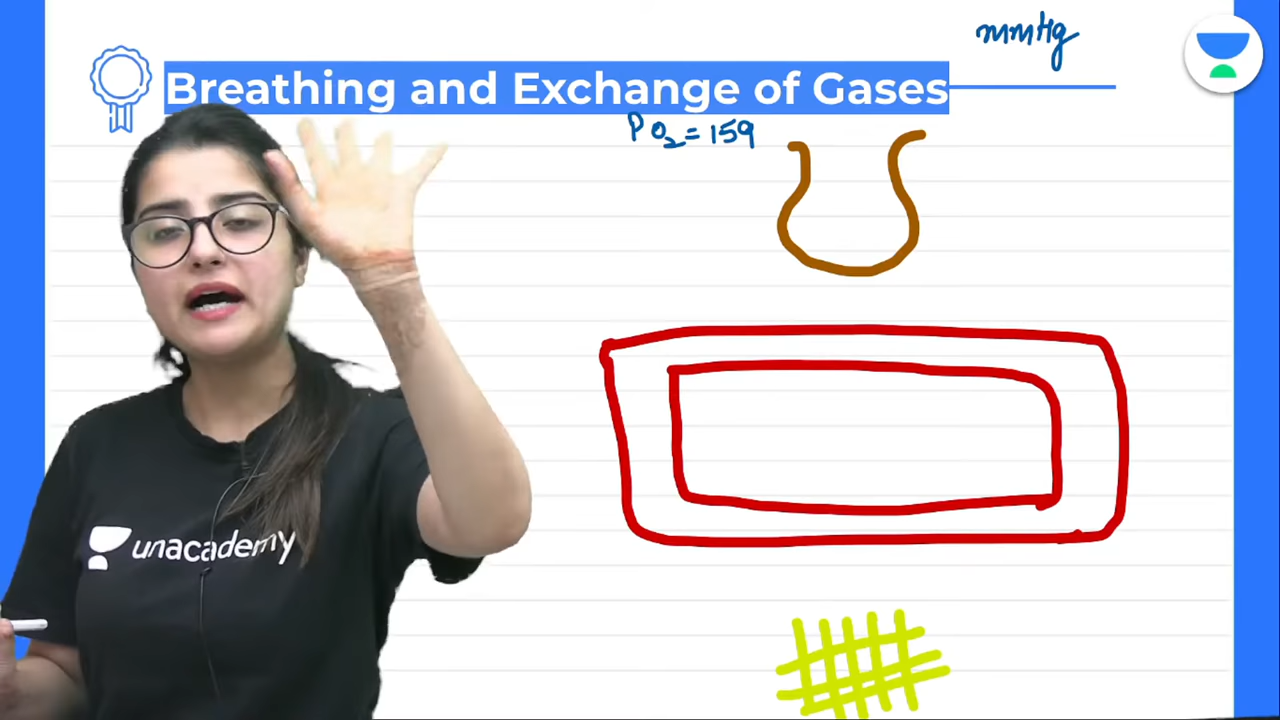 mmHg
Breathing and Exchange of Gases
PO₂ = 159
unacademy